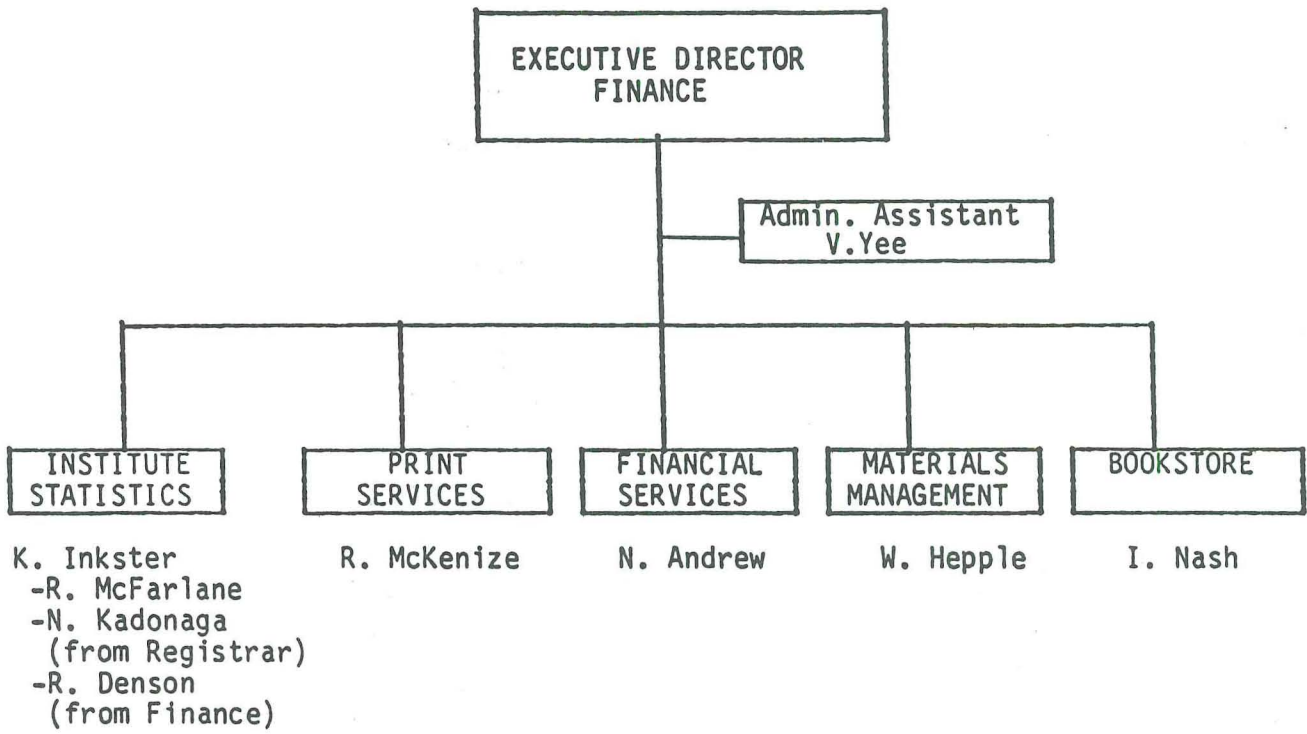 EXECUTIVE DIRECTOR
FINANCE
Admin. Assistant
V.Yee
INSTITUTE
STATISTICS
PRINT
SERVICES
FINANCIAL
SERVICES
MATERIALS
MANAGEMENT
BOOKSTORE
K. Inkster
-R. McFarlane
-N. Kadonaga
(from Registrar)
-R. Denson
(from Finance)
R. McKenize
N. Andrew
W. Hepple
I. Nash